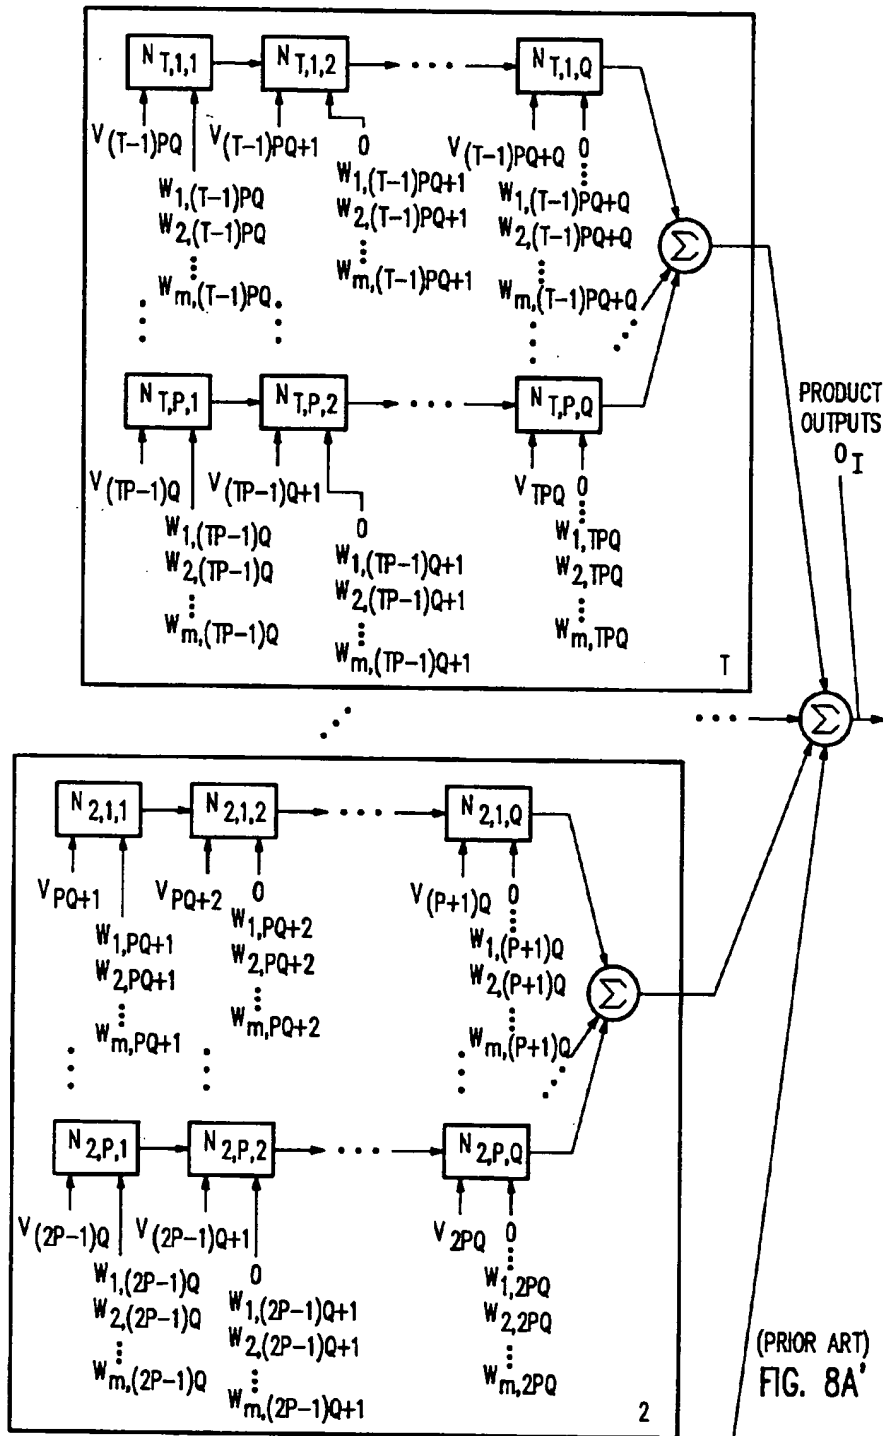 N T,1,1 N T,1,2 N T,1,Q
V (T-1)PQ V (T-1)PQ+1 0 V (T-1)PQ+Q 0
W 1,(T-1)PQ W 1,(T-1)PQ+1 W 1,(T-1)PQ+Q
W 2,(T-1)PQ W 2,(T-1)PQ+1 W 2,(T-1)PQ+Q
W m,(T-1)PQ W m,(T-1)PQ+1 W m,(T-1)PQ+Q
Σ
N T,P,1 N T,P,2 N T,P,Q
V (TP-1)Q V (TP-1)Q+1 0 V TPQ 0
W 1,(TP-1)Q W 1,(TP-1)Q+1 W 1,TPQ
W 2,(TP-1)Q W 2,(TP-1)Q+1 W 2,TPQ
W m,(TP-1)Q W m,(TP-1)Q+1 W m,TPQ
T
PRODUCT
OUTPUTS
O I
Σ
N 2,1,1 N 2,1,2 N 2,1,Q
V PQ+1 V PQ+2 0 V (P+1)Q 0
W 1,PQ+1 W 1,PQ+2 W 1,(P+1)Q
W 2,PQ+1 W 2,PQ+2 W 2,(P+1)Q
W m,PQ+1 W m,PQ+2 W m,(P+1)Q
Σ
N 2,P,1 N 2,P,2 N 2,P,Q
V (2P-1)Q V (2P-1)Q+1 0 V 2PQ 0
W 1,(2P-1)Q W 1,(2P-1)Q+1 W 1,2PQ
W 2,(2P-1)Q W 2,(2P-1)Q+1 W 2,2PQ
W m,(2P-1)Q W m,(2P-1)Q+1 W m,2PQ
2
(PRIOR ART)
FIG. 8A'